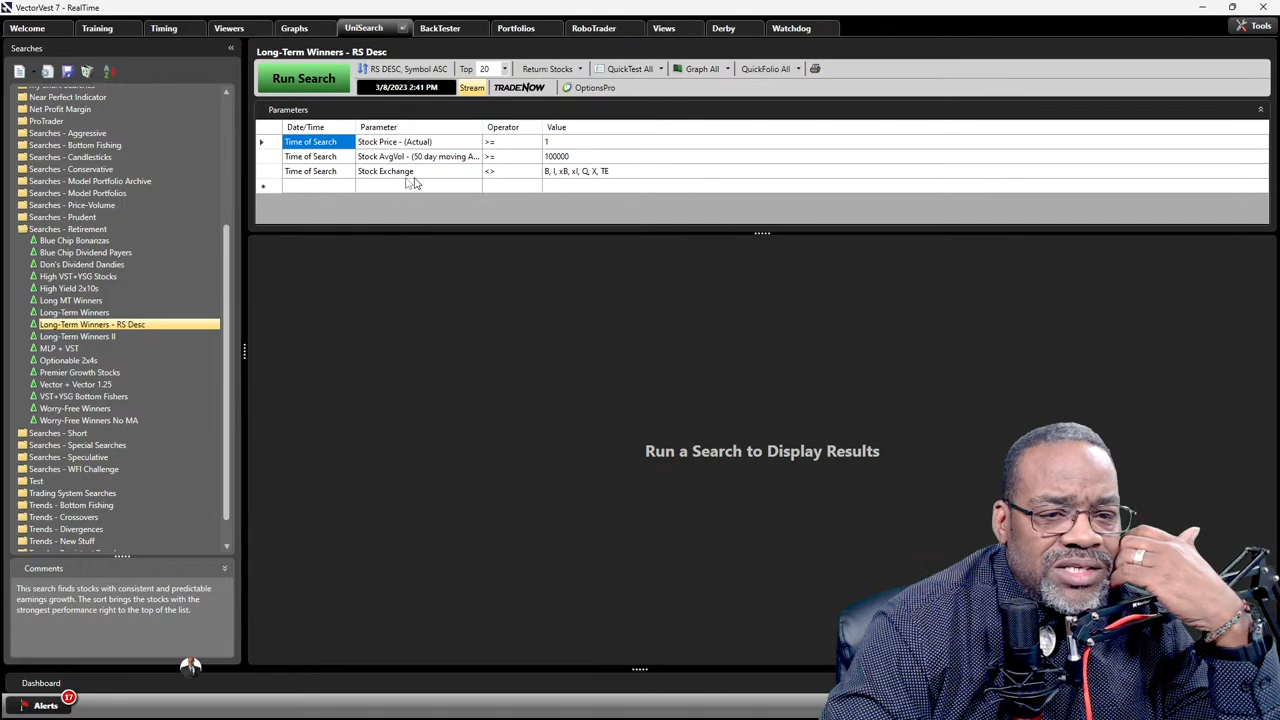 VectorVest 7 - RealTime
Welcome Training Timing Viewers Graphs UniSearch BackTester Portfolios RoboTrader Views Derby Watchdog Tools
Searches
Near Perfect Indicator
Net Profit Margin
ProTrader
Searches - Aggressive
Searches - Bottom Fishing
Searches - Candlesticks
Searches - Conservative
Searches - Model Portfolio Archive
Searches - Model Portfolios
Searches - Price-Volume
Searches - Prudent
Searches - Retirement
Blue Chip Bonanzas
Blue Chip Dividend Payers
Don's Dividend Dandies
High VST+YSG Stocks
High Yield 2x10s
Long MT Winners
Long-Term Winners
Long-Term Winners - RS Desc
Long-Term Winners II
MLP + VST
Optionable 2x4s
Premier Growth Stocks
Vector + Vector 1.25
VST+YSG Bottom Fishers
Worry-Free Winners
Worry-Free Winners No MA
Searches - Short
Searches - Special Searches
Searches - Speculative
Searches - WFI Challenge
Test
Trading System Searches
Trends - Bottom Fishing
Trends - Crossovers
Trends - Divergences
Trends - New Stuff
Comments
This search finds stocks with consistent and predictable
earnings growth. The sort brings the stocks with the
strongest performance right to the top of the list.
Long-Term Winners - RS Desc
Run Search
RS DESC, Symbol ASC Top 20 Return: Stocks QuickTest All Graph All QuickFolio All
3/8/2023 2:41 PM Stream TRADENOW OptionsPro
Parameters
Date/Time Parameter Operator Value
Time of Search Stock Price - (Actual) >= 1
Time of Search Stock AvgVol - (50 day moving A... >= 100000
Time of Search Stock Exchange <> B, I, xB, xI, Q, X, TE
Run a Search to Display Results
Dashboard
Alerts 17